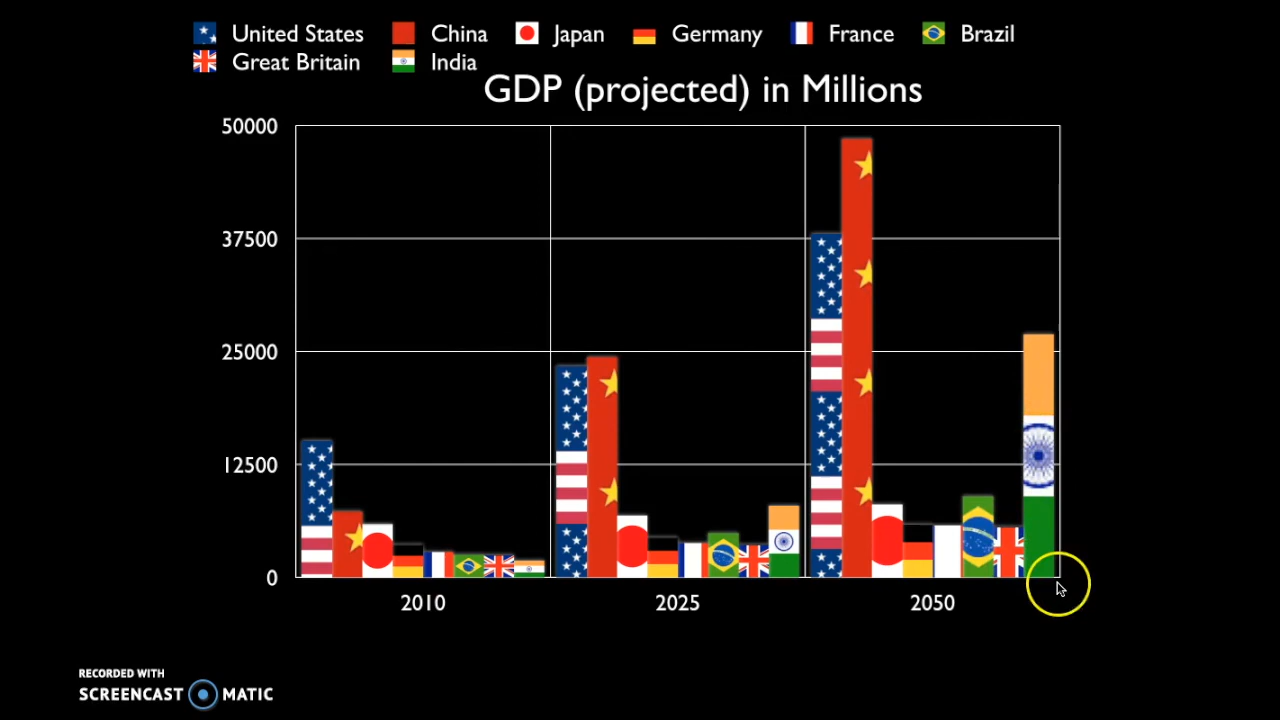 United States China Japan Germany France Brazil
Great Britain India
GDP (projected) in Millions
50000
37500
25000
12500
0
2010 2025 2050
RECORDED WITH
SCREENCAST MATIC